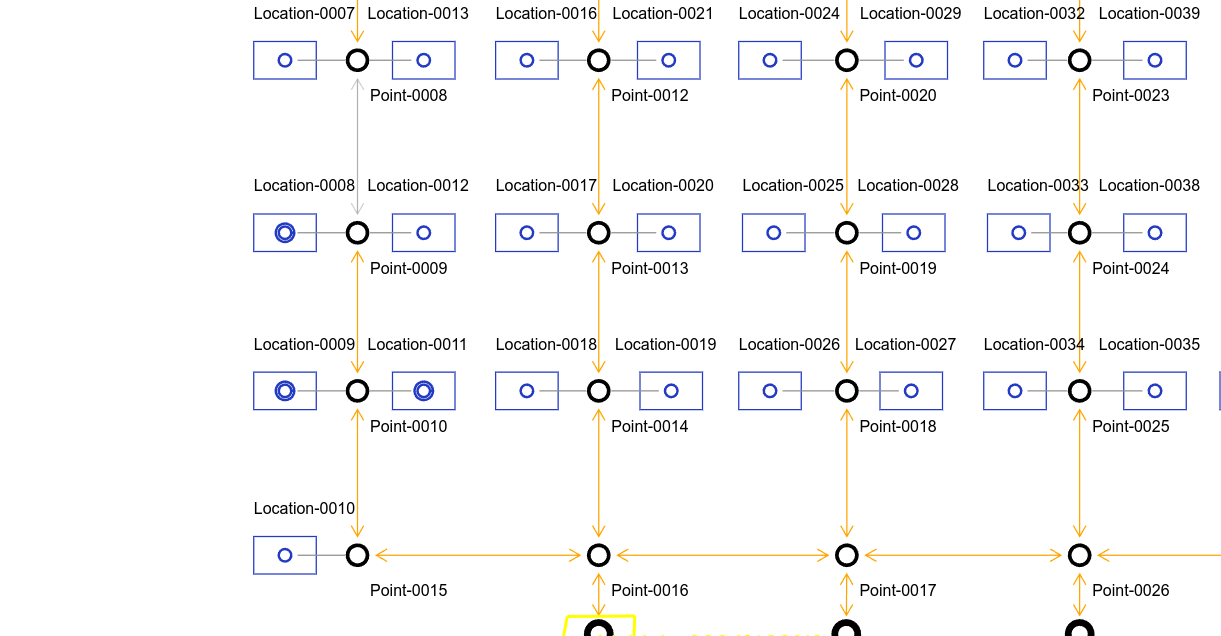 Location-0007 Location-0013 Location-0016 Location-0021 Location-0024 Location-0029 Location-0032 Location-0039
Point-0008 Point-0012 Point-0020 Point-0023
Location-0008 Location-0012 Location-0017 Location-0020 Location-0025 Location-0028 Location-0033 Location-0038
Point-0009 Point-0013 Point-0019 Point-0024
Location-0009 Location-0011 Location-0018 Location-0019 Location-0026 Location-0027 Location-0034 Location-0035
Point-0010 Point-0014 Point-0018 Point-0025
Location-0010
Point-0015 Point-0016 Point-0017 Point-0026